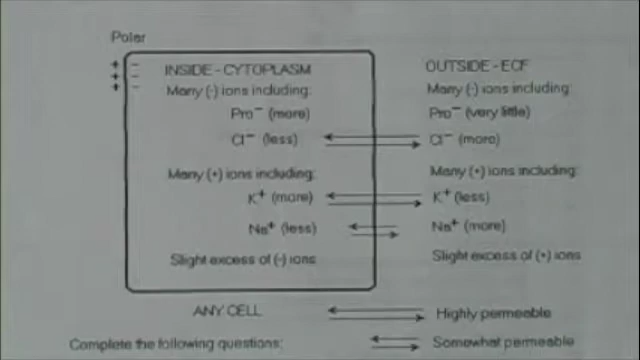 Polar
INSIDE - CYTOPLASM OUTSIDE - ECF
+ -
+ -
+ -
Many (-) ions including: Many (-) ions including:
Pro⁻ (more) Pro⁻ (very little)
Cl⁻ (less) Cl⁻ (more)
Many (+) ions including: Many (+) ions including:
K⁺ (more) K⁺ (less)
Na⁺ (less) Na⁺ (more)
Slight excess of (-) ions Slight excess of (+) ions
ANY CELL Highly permeable
Complete the following questions: Somewhat permeable